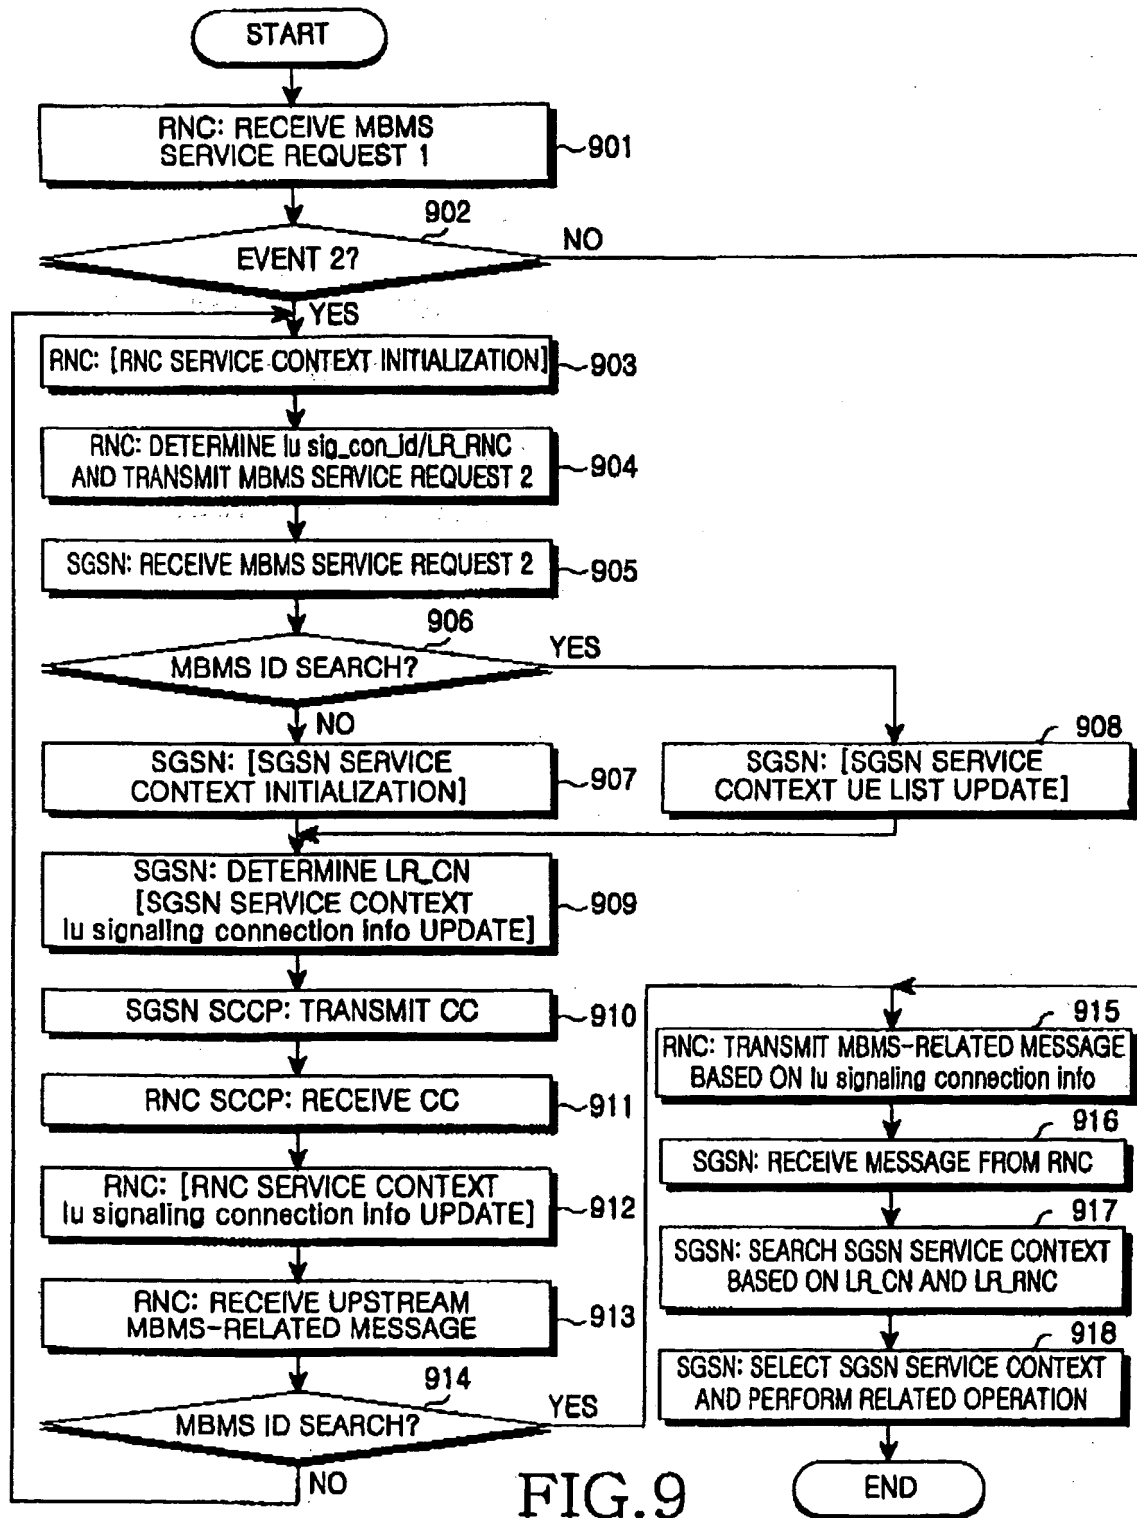 START
RNC: RECEIVE MBMS
SERVICE REQUEST 1
901
902
EVENT 2?
NO
YES
RNC: [RNC SERVICE CONTEXT INITIALIZATION]
903
RNC: DETERMINE Iu sig_con_id/LR_RNC
AND TRANSMIT MBMS SERVICE REQUEST 2
904
SGSN: RECEIVE MBMS SERVICE REQUEST 2
905
906
MBMS ID SEARCH?
YES
NO
SGSN: [SGSN SERVICE
CONTEXT INITIALIZATION]
907
908
SGSN: [SGSN SERVICE
CONTEXT UE LIST UPDATE]
SGSN: DETERMINE LR_CN
[SGSN SERVICE CONTEXT
Iu signaling connection info UPDATE]
909
SGSN SCCP: TRANSMIT CC
910
RNC SCCP: RECEIVE CC
911
RNC: [RNC SERVICE CONTEXT
Iu signaling connection info UPDATE]
912
RNC: RECEIVE UPSTREAM
MBMS-RELATED MESSAGE
913
914
MBMS ID SEARCH?
YES
NO
915
RNC: TRANSMIT MBMS-RELATED MESSAGE
BASED ON Iu signaling connection info
916
SGSN: RECEIVE MESSAGE FROM RNC
917
SGSN: SEARCH SGSN SERVICE CONTEXT
BASED ON LR_CN AND LR_RNC
918
SGSN: SELECT SGSN SERVICE CONTEXT
AND PERFORM RELATED OPERATION
END
FIG.9